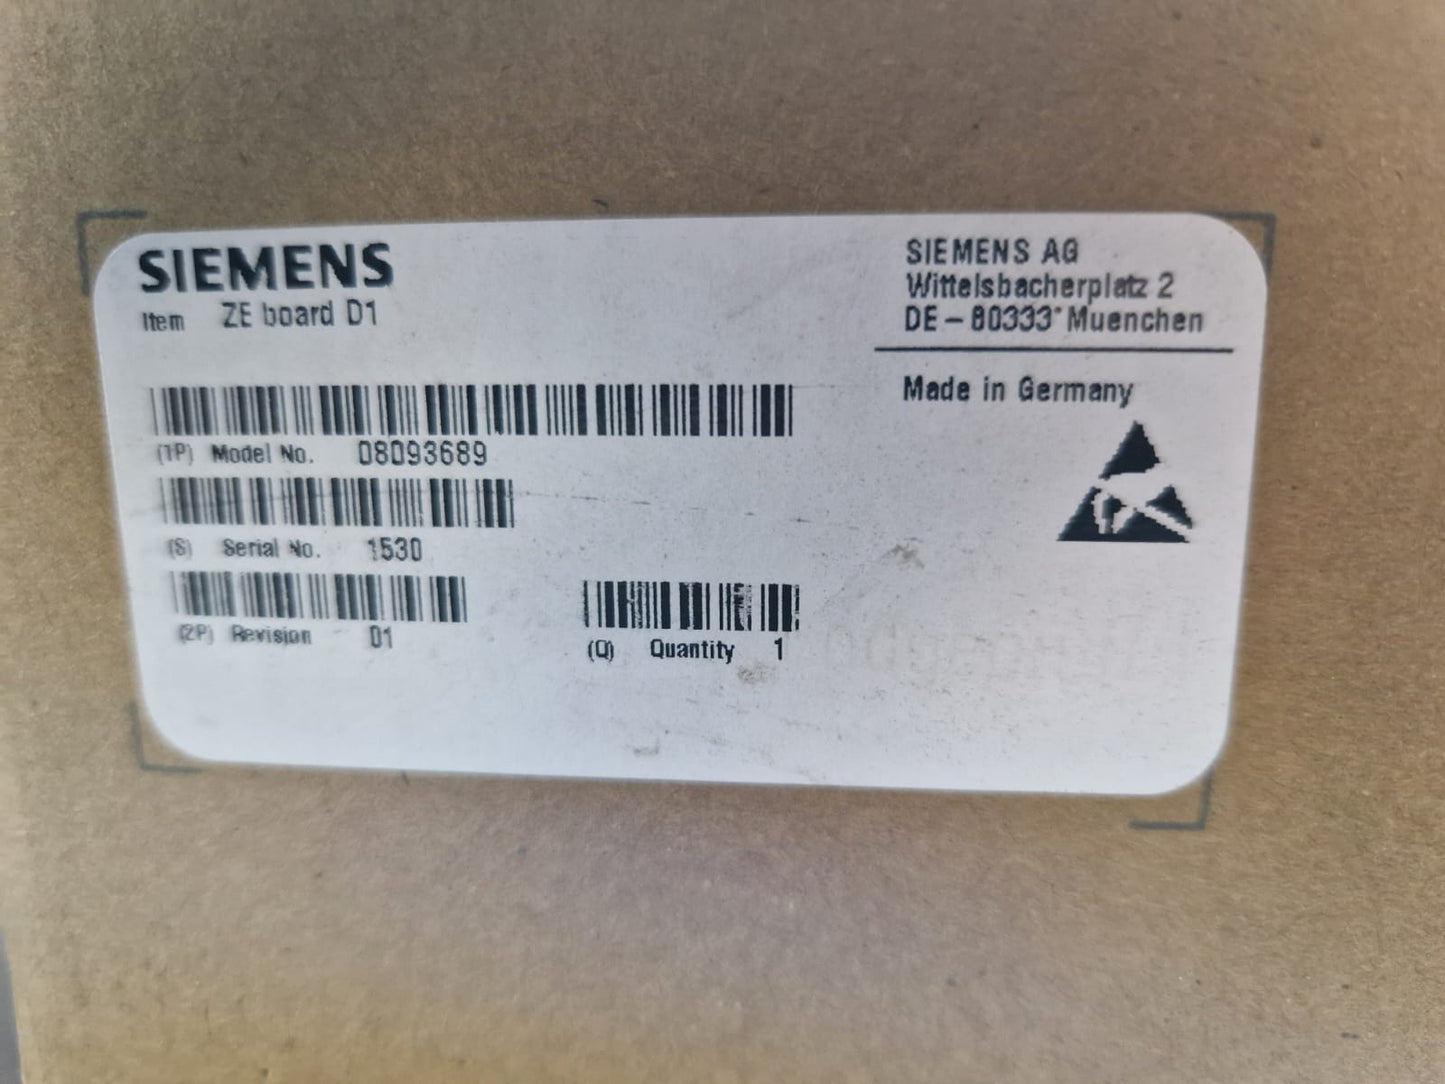 SIEMENS
Item ZE board D1
SIEMENS AG
Wittelsbacherplatz 2
DE - 80333 Muenchen
Made in Germany
(1P) Model No. 08093689
(S) Serial No. 1530
(2P) Revision 01
(Q) Quantity 1